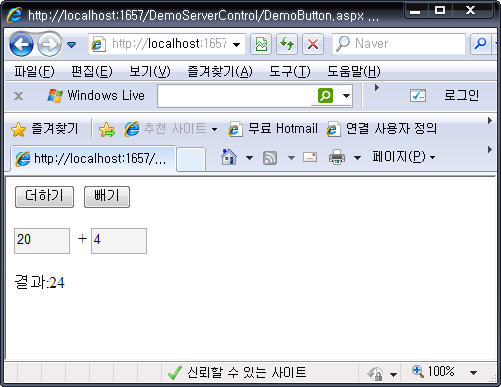 http://localhost:1657/DemoServerControl/DemoButton.aspx ...
http://localhost:1657/D
Naver
파일(F) 편집(E) 보기(V) 즐겨찾기(A) 도구(T) 도움말(H)
x Windows Live 로그인
즐겨찾기 추천 사이트 무료 Hotmail 연결 사용자 정의
http://localhost:1657/... 페이지(P)
더하기 빼기
20 + 4
결과:24
신뢰할 수 있는 사이트 100%